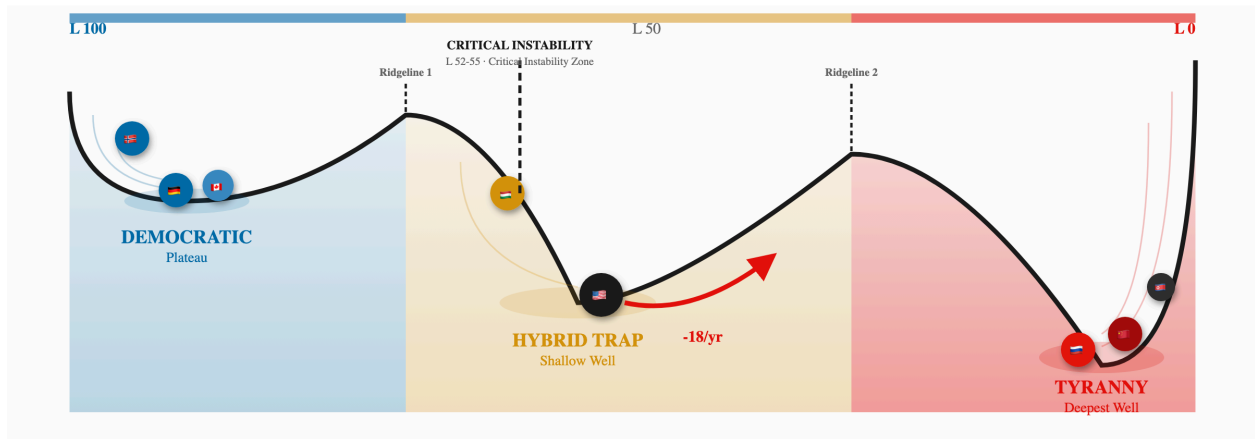 L 100
L 50
L 0
CRITICAL INSTABILITY
L 52-55 · Critical Instability Zone
Ridgeline 1
Ridgeline 2
DEMOCRATIC
Plateau
HYBRID TRAP
Shallow Well
-18/yr
TYRANNY
Deepest Well